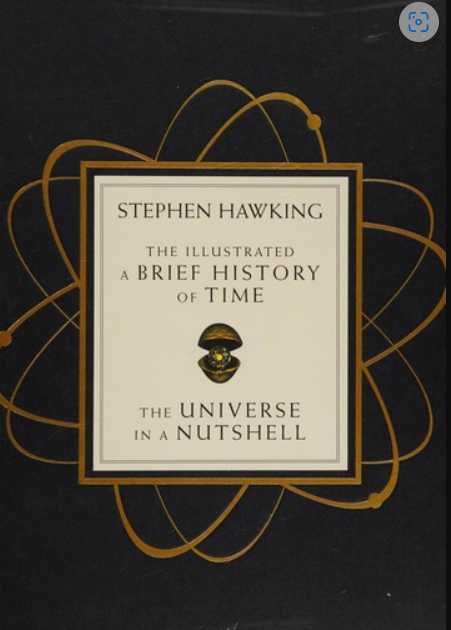 STEPHEN HAWKING
THE ILLUSTRATED
A BRIEF HISTORY
OF TIME
THE UNIVERSE
IN A NUTSHELL